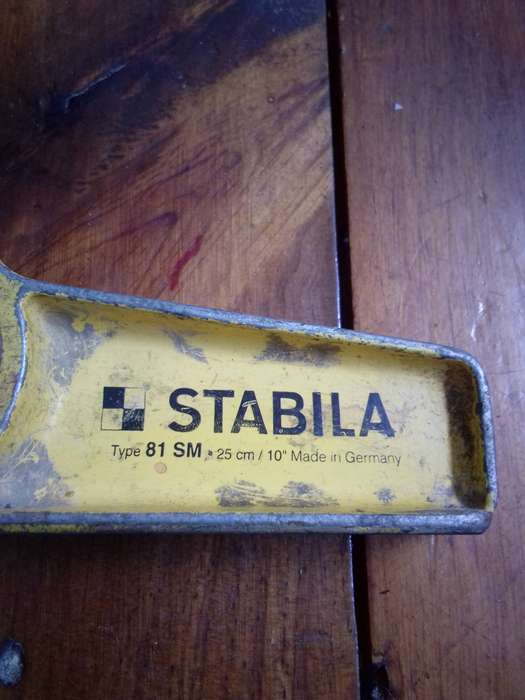 STABILA
Type 81 SM • 25 cm / 10" Made in Germany